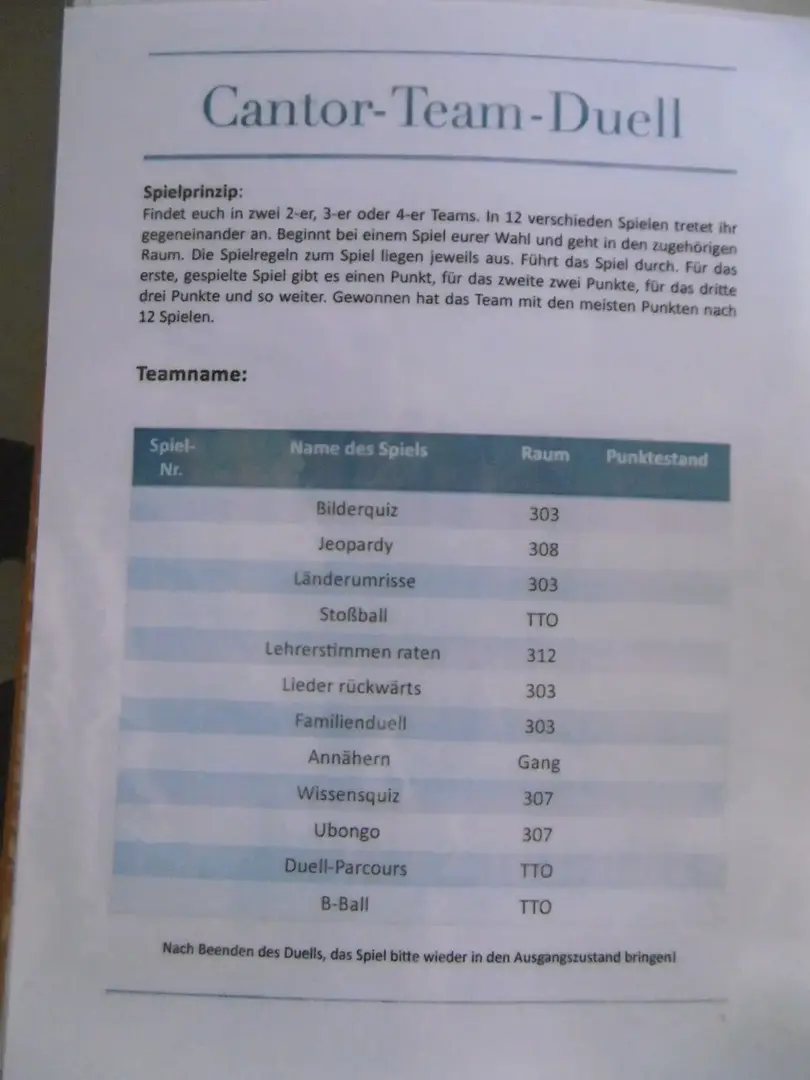 Cantor-Team-Duell
Spielprinzip:
Findet euch in zwei 2-er, 3-er oder 4-er Teams. In 12 verschieden Spielen tretet ihr
gegeneinander an. Beginnt bei einem Spiel eurer Wahl und geht in den zugehörigen
Raum. Die Spielregeln zum Spiel liegen jeweils aus. Führt das Spiel durch. Für das
erste, gespielte Spiel gibt es einen Punkt, für das zweite zwei Punkte, für das dritte
drei Punkte und so weiter. Gewonnen hat das Team mit den meisten Punkten nach
12 Spielen.
Teamname:
Spiel-Nr. Name des Spiels Raum Punktestand
Bilderquiz 303
Jeopardy 308
Länderumrisse 303
Stoßball TTO
Lehrerstimmen raten 312
Lieder rückwärts 303
Familienduell 303
Annähern Gang
Wissensquiz 307
Ubongo 307
Duell-Parcours TTO
B-Ball TTO
Nach Beenden des Duells, das Spiel bitte wieder in den Ausgangszustand bringen!